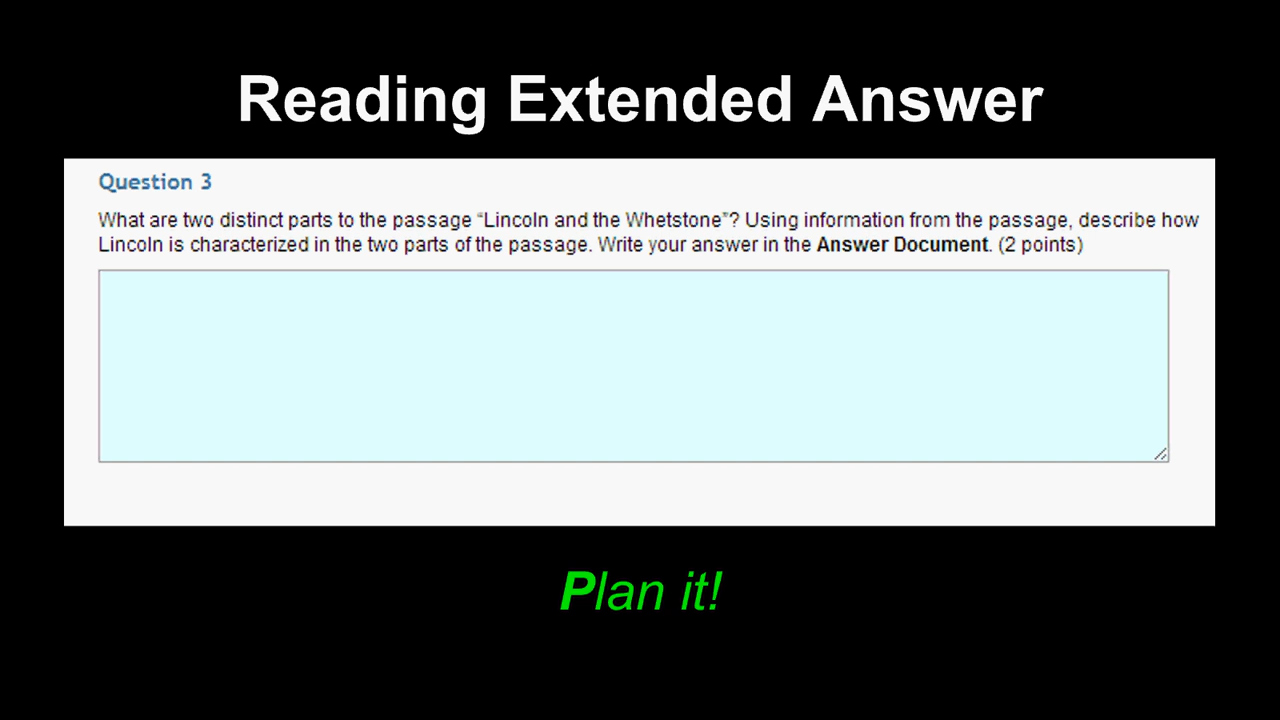 Reading Extended Answer
Question 3
What are two distinct parts to the passage “Lincoln and the Whetstone”? Using information from the passage, describe how
Lincoln is characterized in the two parts of the passage. Write your answer in the Answer Document. (2 points)
Plan it!